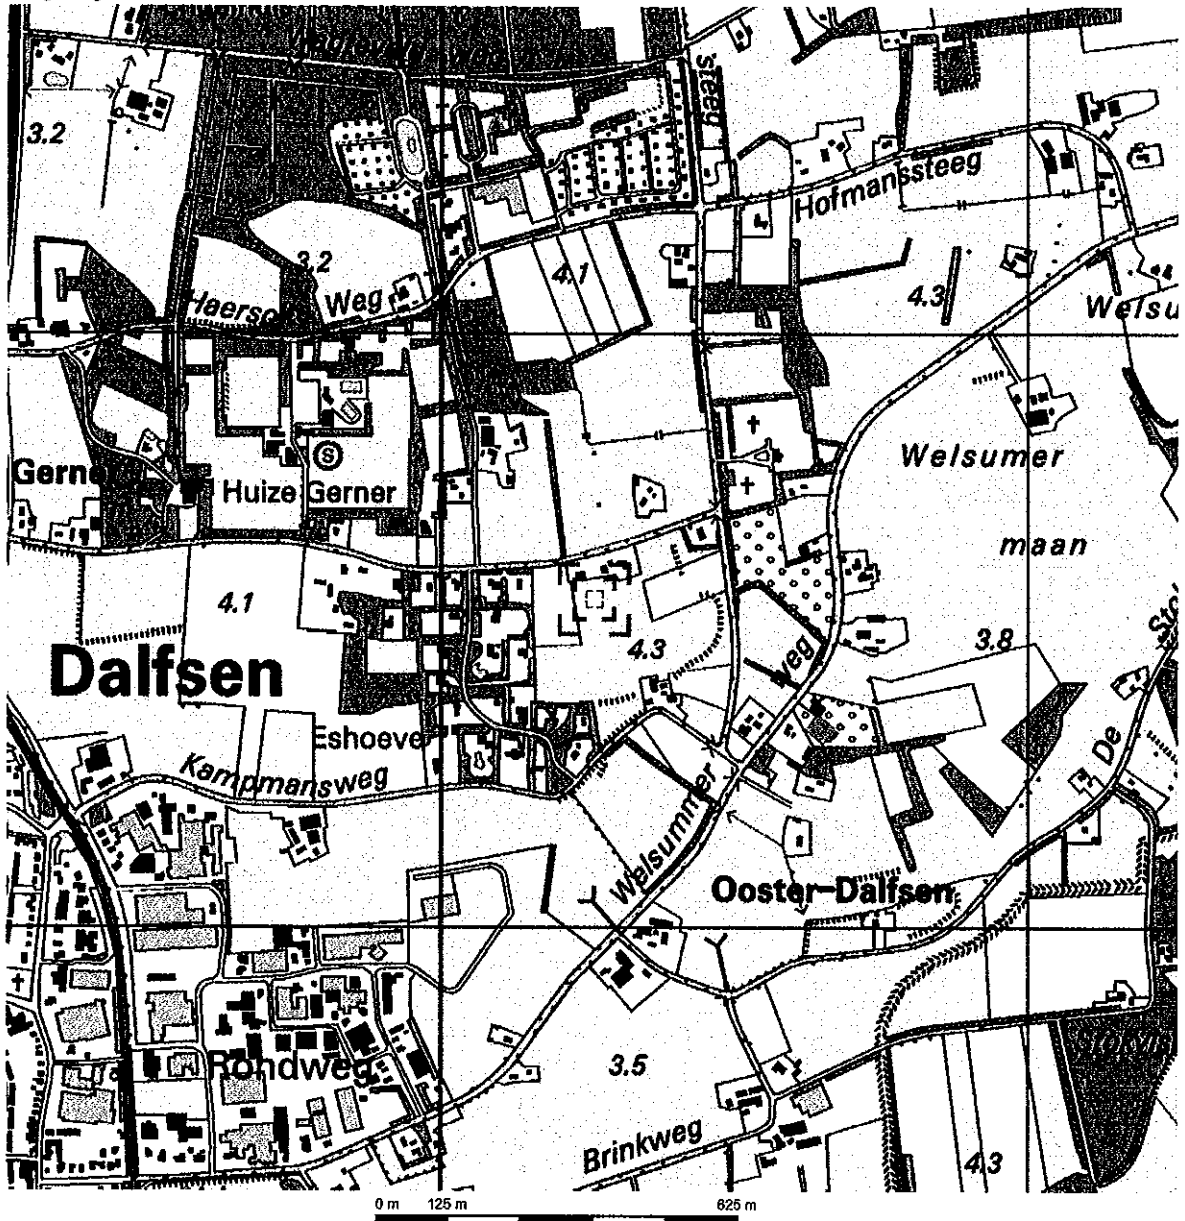 steeg
3.2
Hofmanssteeg
3.2
4.1
4.3
Weg
Welsu
Welsumer
Gerne
S
Huize Gerner
maan
4.1
Dalfsen
4.3
weg
3.8
Eshoeve
De
Kampmansweg
Welsummer
Ooster-Dalfsen
Rondweg
3.5
Brinkweg
4.3
0 m 125 m 625 m